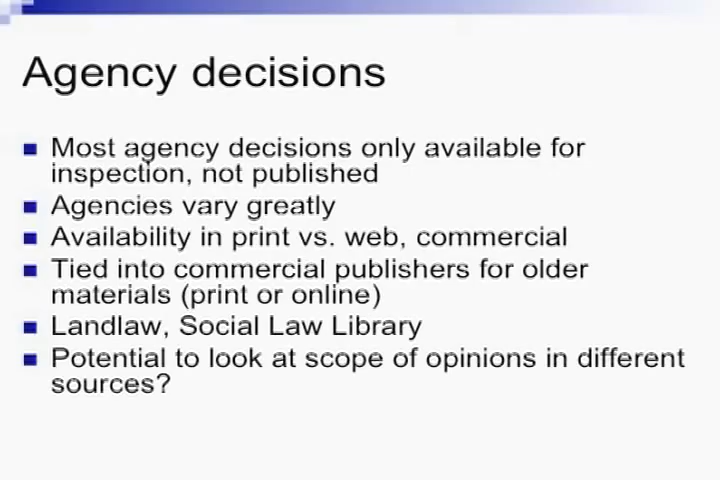 Agency decisions
Most agency decisions only available for
inspection, not published
Agencies vary greatly
Availability in print vs. web, commercial
Tied into commercial publishers for older
materials (print or online)
Landlaw, Social Law Library
Potential to look at scope of opinions in different
sources?